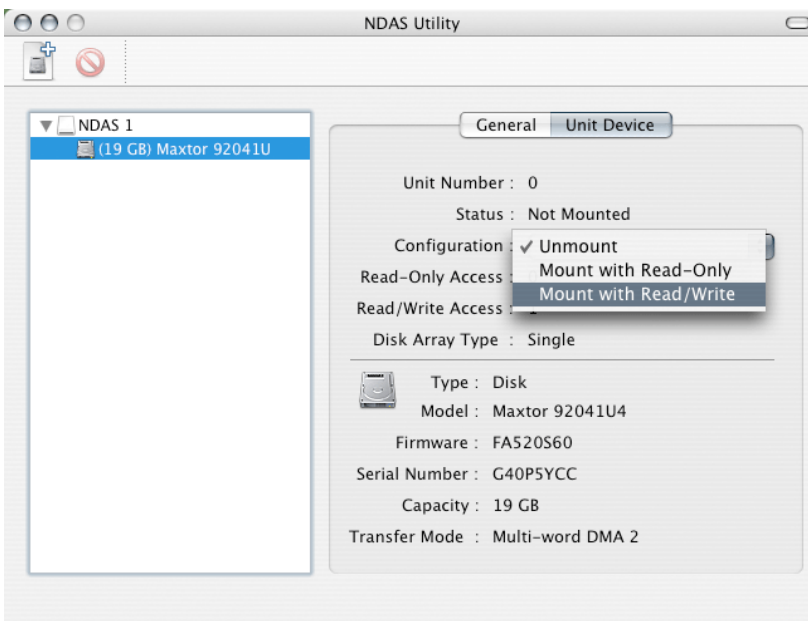 NDAS Utility
NDAS 1
(19 GB) Maxtor 92041U
General Unit Device
Unit Number : 0
Status : Not Mounted
Configuration :
✓ Unmount
Mount with Read-Only
Mount with Read/Write
Read-Only Access :
Read/Write Access :
Disk Array Type : Single
Type : Disk
Model : Maxtor 92041U4
Firmware : FA520S60
Serial Number : G40P5YCC
Capacity : 19 GB
Transfer Mode : Multi-word DMA 2